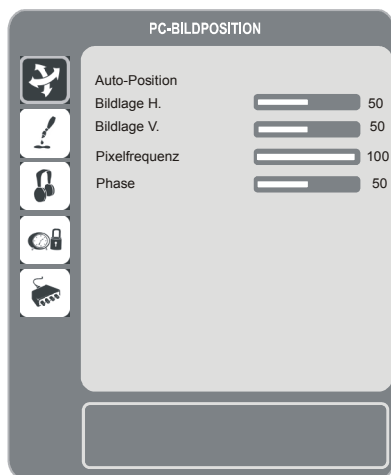 PC-BILDPOSITION
Auto-Position
Bildlage H. 50
Bildlage V. 50
Pixelfrequenz 100
Phase 50